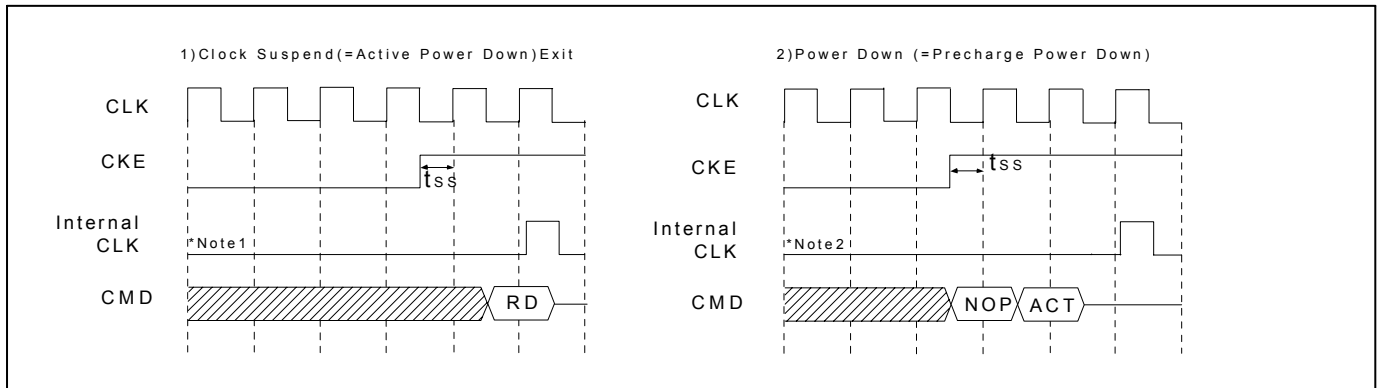 1)Clock Suspend(=Active Power Down)Exit
CLK
CKE
tss
Internal
CLK
*Note1
CMD
RD
2)Power Down (=Precharge Power Down)
CLK
CKE
tss
Internal
CLK
*Note2
CMD
NOP
ACT